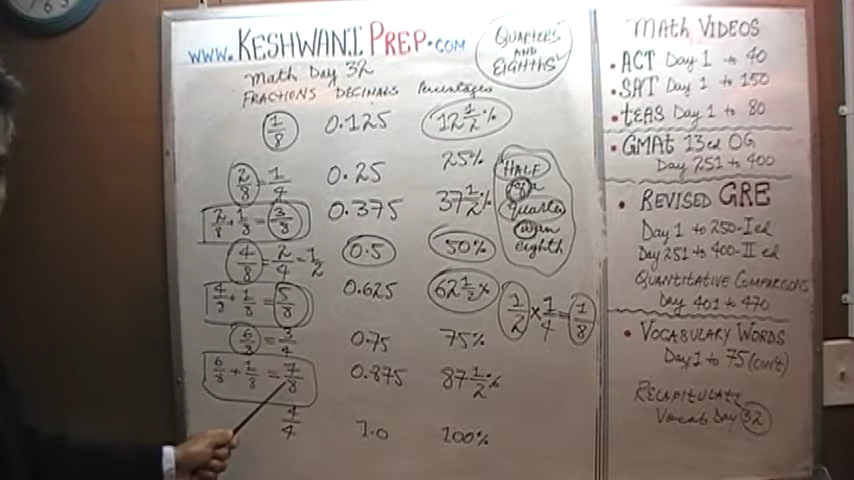 www.KESHWANI PREP.COM
Math Day 32
QUARTERS
AND
EIGHTHS
FRACTIONS DECIMALS Percentages
1/8 0.125 12 1/2 %
2/8 = 1/4 0.25 25%
2/8 + 1/8 = 3/8 0.375 37 1/2 %
4/8 = 2/4 = 1/2 0.5 50%
4/8 + 1/8 = 5/8 0.625 62 1/2 %
6/8 = 3/4 0.75 75%
6/8 + 1/8 = 7/8 0.875 87 1/2 %
4/4 1.0 100%
HALF
quarter
eighth
1/2 × 1/4 = 1/8
Math VIDEOS
• ACT Day 1 to 40
• SAT Day 1 to 150
• tEAS Day 1 to 80
• GMAt 13 ed OG
Day 251 to 400
• REVISED GRE
Day 1 to 250-I ed
Day 251 to 400-II ed
QUANTITATIVE COMPARISONS
Day 401 to 470
• VOCABULARY WORDS
Day 1 to 75 (con't)
RECAPITULATE
Vocab Day 32